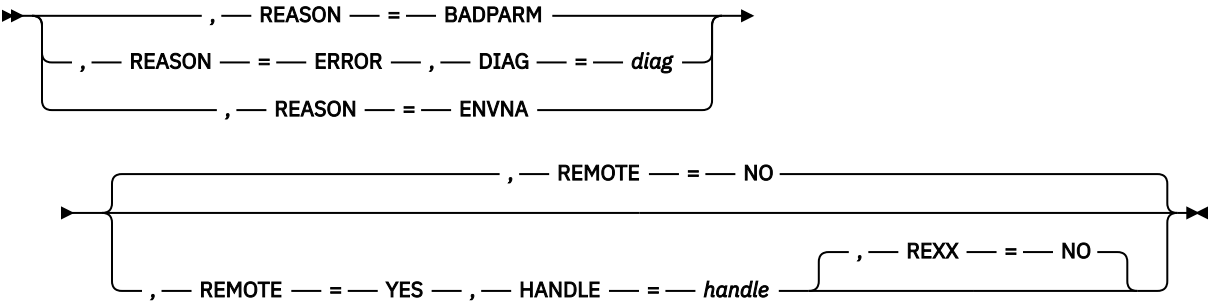 , REASON = BADPARM
, REASON = ERROR , DIAG = diag
, REASON = ENVNA
, REMOTE = NO
, REXX = NO
, REMOTE = YES , HANDLE = handle